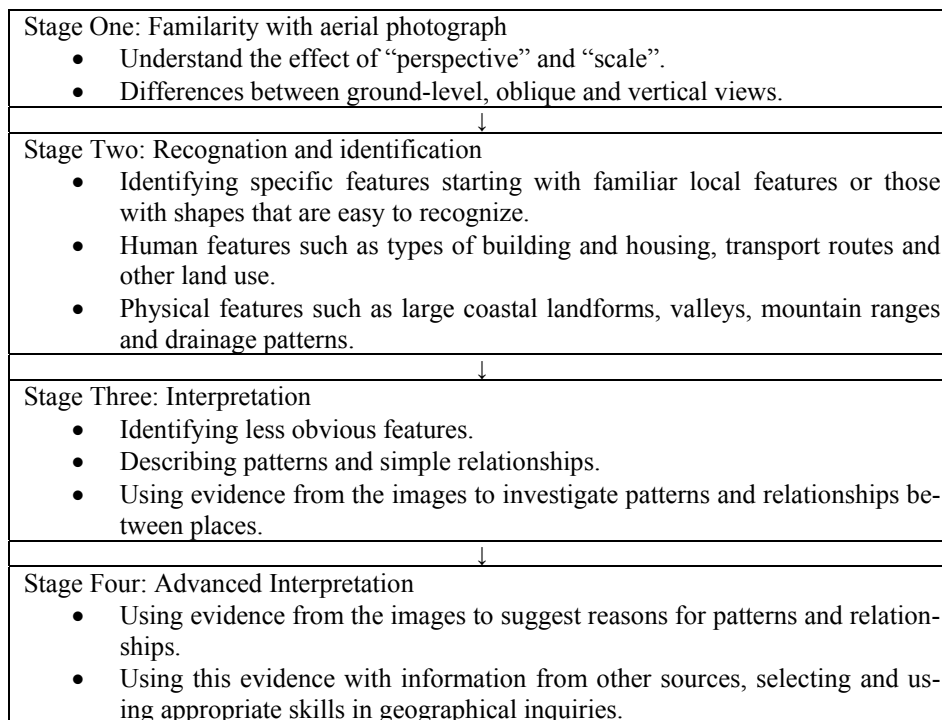 Stage One: Familarity with aerial photograph
• Understand the effect of “perspective” and “scale”.
• Differences between ground-level, oblique and vertical views.
↓
Stage Two: Recognation and identification
• Identifying specific features starting with familiar local features or those
with shapes that are easy to recognize.
• Human features such as types of building and housing, transport routes and
other land use.
• Physical features such as large coastal landforms, valleys, mountain ranges
and drainage patterns.
↓
Stage Three: Interpretation
• Identifying less obvious features.
• Describing patterns and simple relationships.
• Using evidence from the images to investigate patterns and relationships be-
tween places.
↓
Stage Four: Advanced Interpretation
• Using evidence from the images to suggest reasons for patterns and relation-
ships.
• Using this evidence with information from other sources, selecting and us-
ing appropriate skills in geographical inquiries.